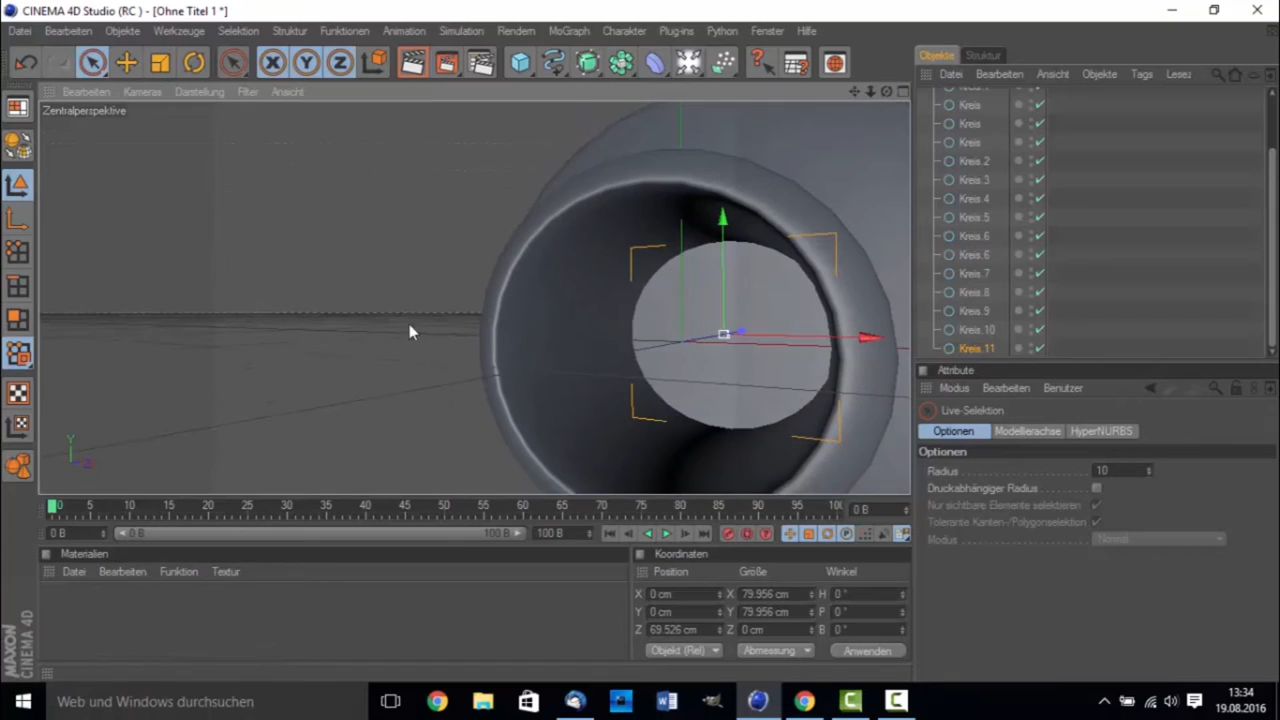 CINEMA 4D Studio (RC ) - [Ohne Titel 1 *]
Datei Bearbeiten Objekte Werkzeuge Selektion Struktur Funktionen Animation Simulation Rendern MoGraph Charakter Plug-ins Python Fenster Hilfe
X Y Z
Bearbeiten Kameras Darstellung Filter Ansicht
Zentralperspektive
Y
Objekte Struktur
Datei Bearbeiten Ansicht Objekte Tags Lesez
Kreis
Kreis
Kreis
Kreis.2
Kreis.3
Kreis.4
Kreis.5
Kreis.6
Kreis.6
Kreis.7
Kreis.8
Kreis.9
Kreis.10
Kreis.11
Attribute
Modus Bearbeiten Benutzer
Live-Selektion
Optionen Modellierachse HyperNURBS
Optionen
Radius 10
Druckabhängiger Radius
Nur sichtbare Elemente selektieren
Tolerante Kanten-/Polygonselektion
Modus Normal
0 5 10 15 20 25 30 35 40 45 50 55 60 65 70 75 80 85 90 95 0 B
0 B 0 B 100 B 100 B
Materialien
Datei Bearbeiten Funktion Textur
Koordinaten
Position Größe Winkel
X 0 cm X 79.956 cm H 0 °
Y 0 cm Y 79.956 cm P 0 °
Z 69.526 cm Z 0 cm B 0 °
Objekt (Rel) Abmessung Anwenden
MAXON CINEMA 4D
Web und Windows durchsuchen
13:34
19.08.2016